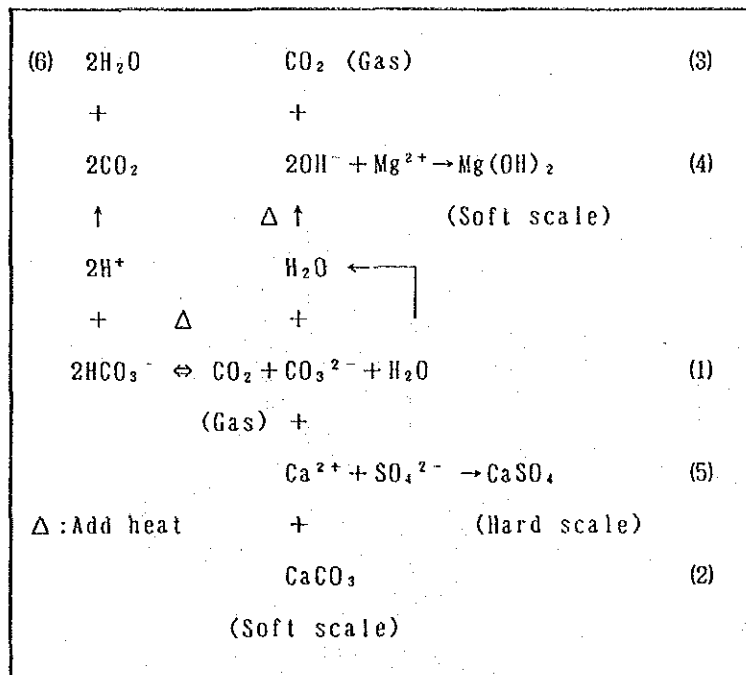 (6) 2H₂O CO₂ (Gas) (3)
+ +
2CO₂ 2OH⁻ + Mg²⁺ → Mg(OH)₂ (4)
↑ Δ ↑ (Soft scale)
2H⁺ H₂O ←
+ Δ +
2HCO₃⁻ ⇔ CO₂ + CO₃²⁻ + H₂O (1)
(Gas) +
Ca²⁺ + SO₄²⁻ → CaSO₄ (5)
Δ :Add heat + (Hard scale)
CaCO₃ (2)
(Soft scale)